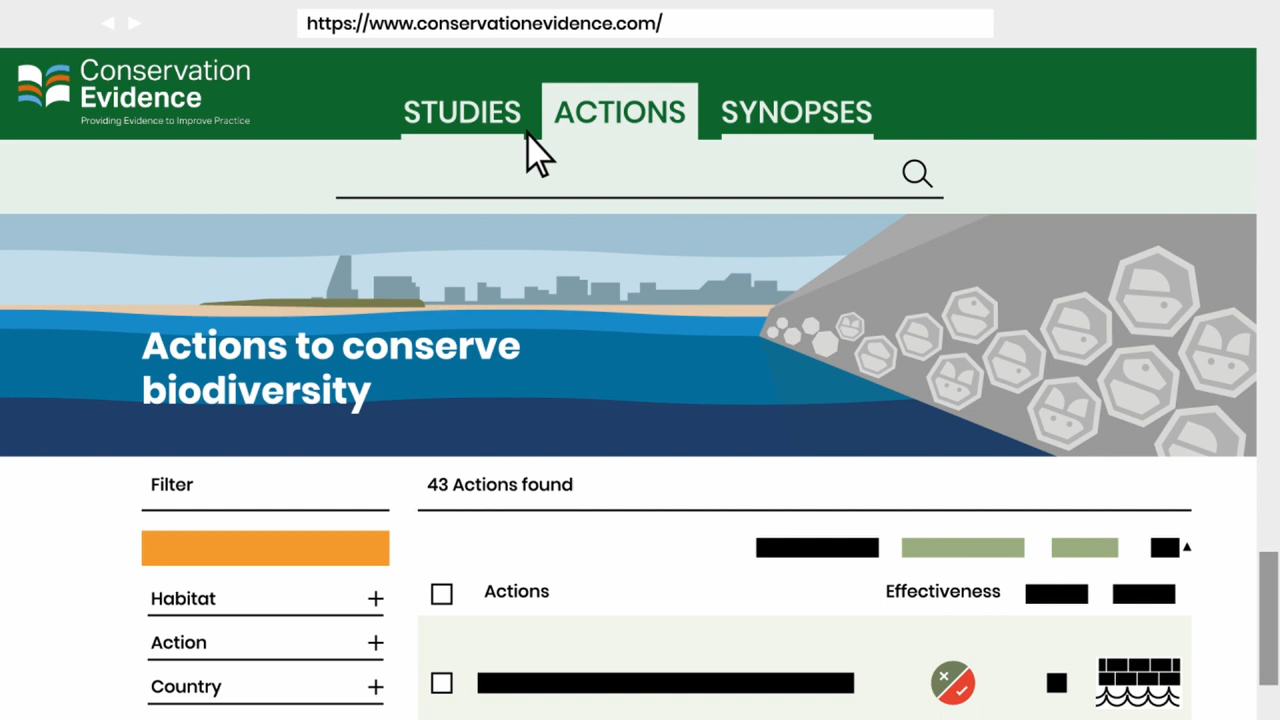 https://www.conservationevidence.com/
Conservation
Evidence
Providing Evidence to Improve Practice
STUDIES
ACTIONS
SYNOPSES
Actions to conserve
biodiversity
Filter
43 Actions found
Habitat
Action
Country
Actions
Effectiveness